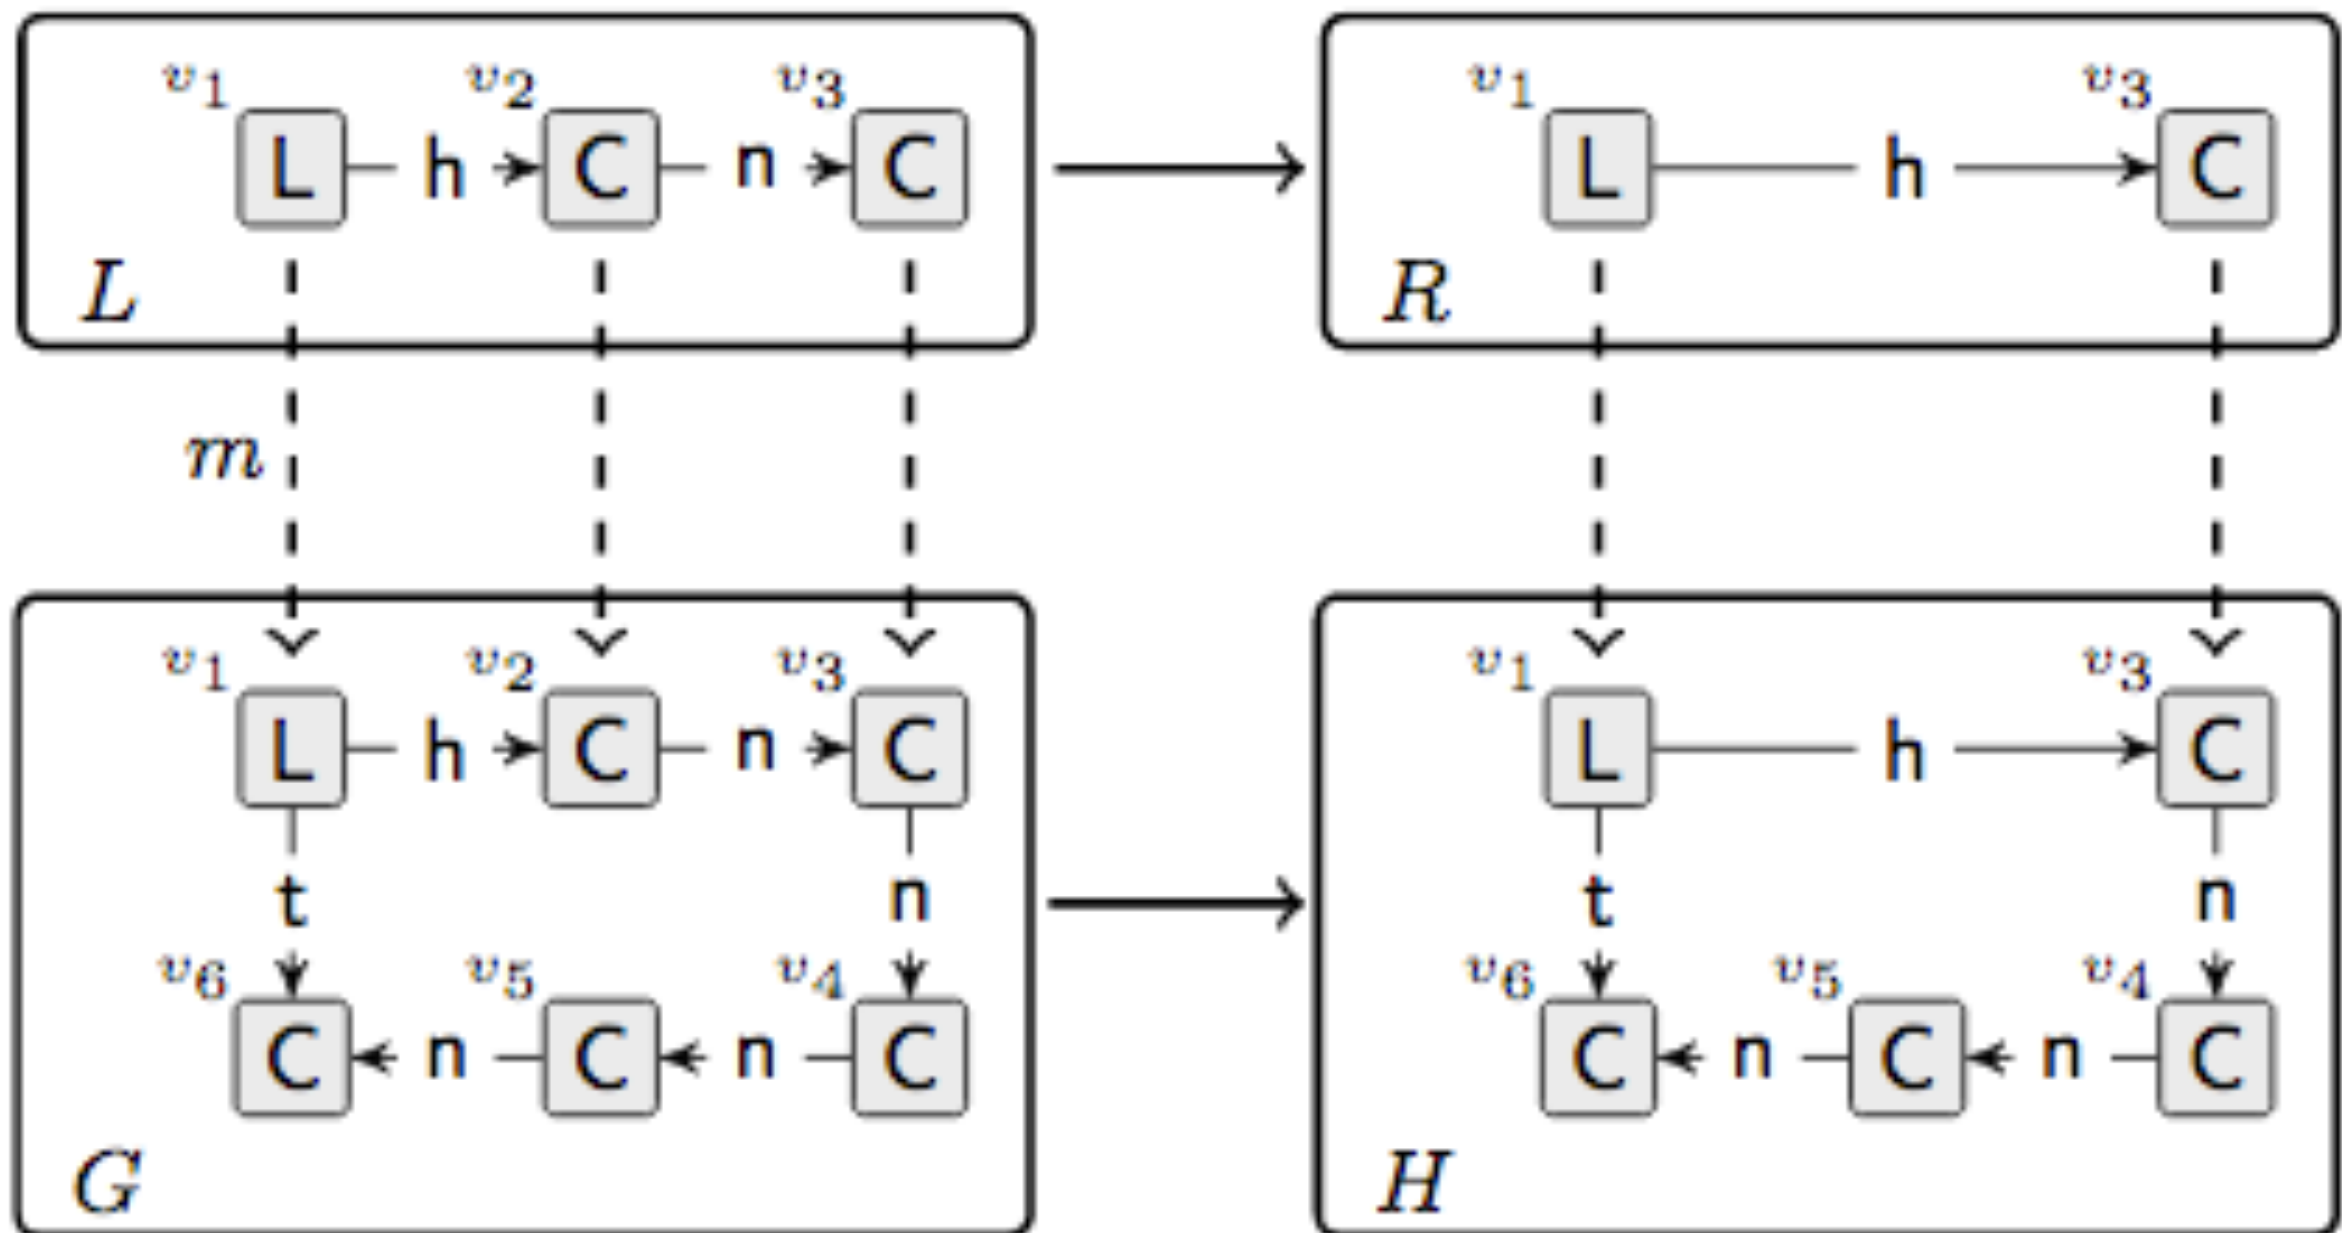 v1 v2 v3 v1 v3
L h C n C L h C
L R
m
v1 v2 v3 v1 v3
L h C n C L h C
t n t n
v6 v5 v4 v6 v5 v4
C n C n C C n C n C
G H